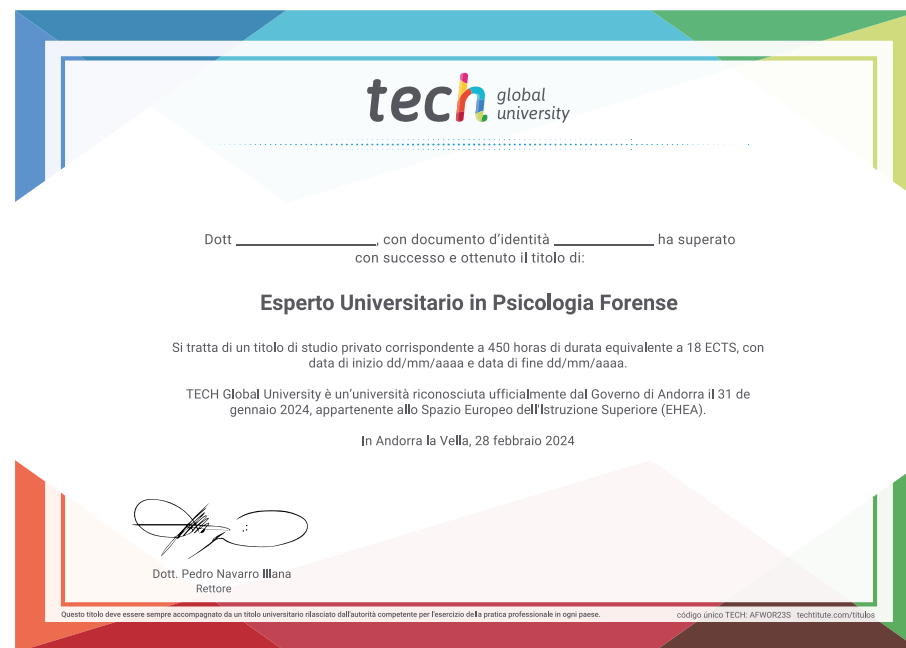 tech global
university
Dott ____________, con documento d'identità ____________ ha superato
con successo e ottenuto il titolo di:
Esperto Universitario in Psicologia Forense
Si tratta di un titolo di studio privato corrispondente a 450 horas di durata equivalente a 18 ECTS, con
data di inizio dd/mm/aaaa e data di fine dd/mm/aaaa.
TECH Global University è un'università riconosciuta ufficialmente dal Governo di Andorra il 31 de
gennaio 2024, appartenente allo Spazio Europeo dell'Istruzione Superiore (EHEA).
In Andorra la Vella, 28 febbraio 2024
Dott. Pedro Navarro Illana
Rettore
Questo titolo deve essere sempre accompagnato da un titolo universitario rilasciato dall'autorità competente per l'esercizio della pratica professionale in ogni paese.
código único TECH: AFWOR23S techtitute.com/titulos